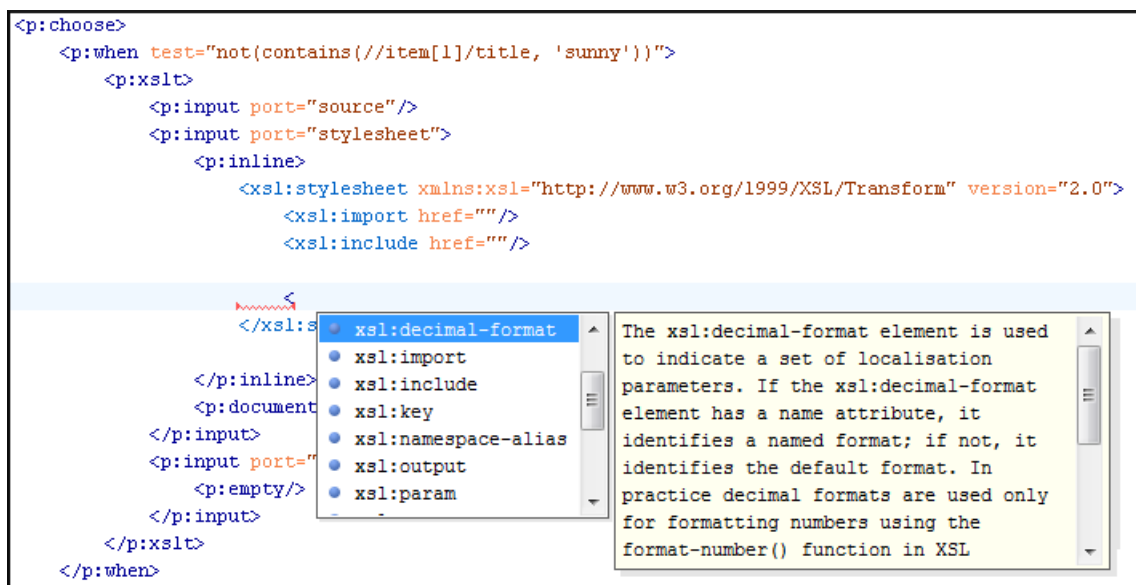 <p:choose>
<p:when test="not(contains(//item[1]/title, 'sunny'))">
<p:xslt>
<p:input port="source"/>
<p:input port="stylesheet">
<p:inline>
<xsl:stylesheet xmlns:xsl="http://www.w3.org/1999/XSL/Transform" version="2.0">
<xsl:import href=""/>
<xsl:include href=""/>
<
</xsl:s
</p:inline>
<p:document
</p:input>
<p:input port="
<p:empty/>
</p:input>
</p:xslt>
</p:when>
xsl:decimal-format
xsl:import
xsl:include
xsl:key
xsl:namespace-alias
xsl:output
xsl:param
The xsl:decimal-format element is used
to indicate a set of localisation
parameters. If the xsl:decimal-format
element has a name attribute, it
identifies a named format; if not, it
identifies the default format. In
practice decimal formats are used only
for formatting numbers using the
format-number() function in XSL